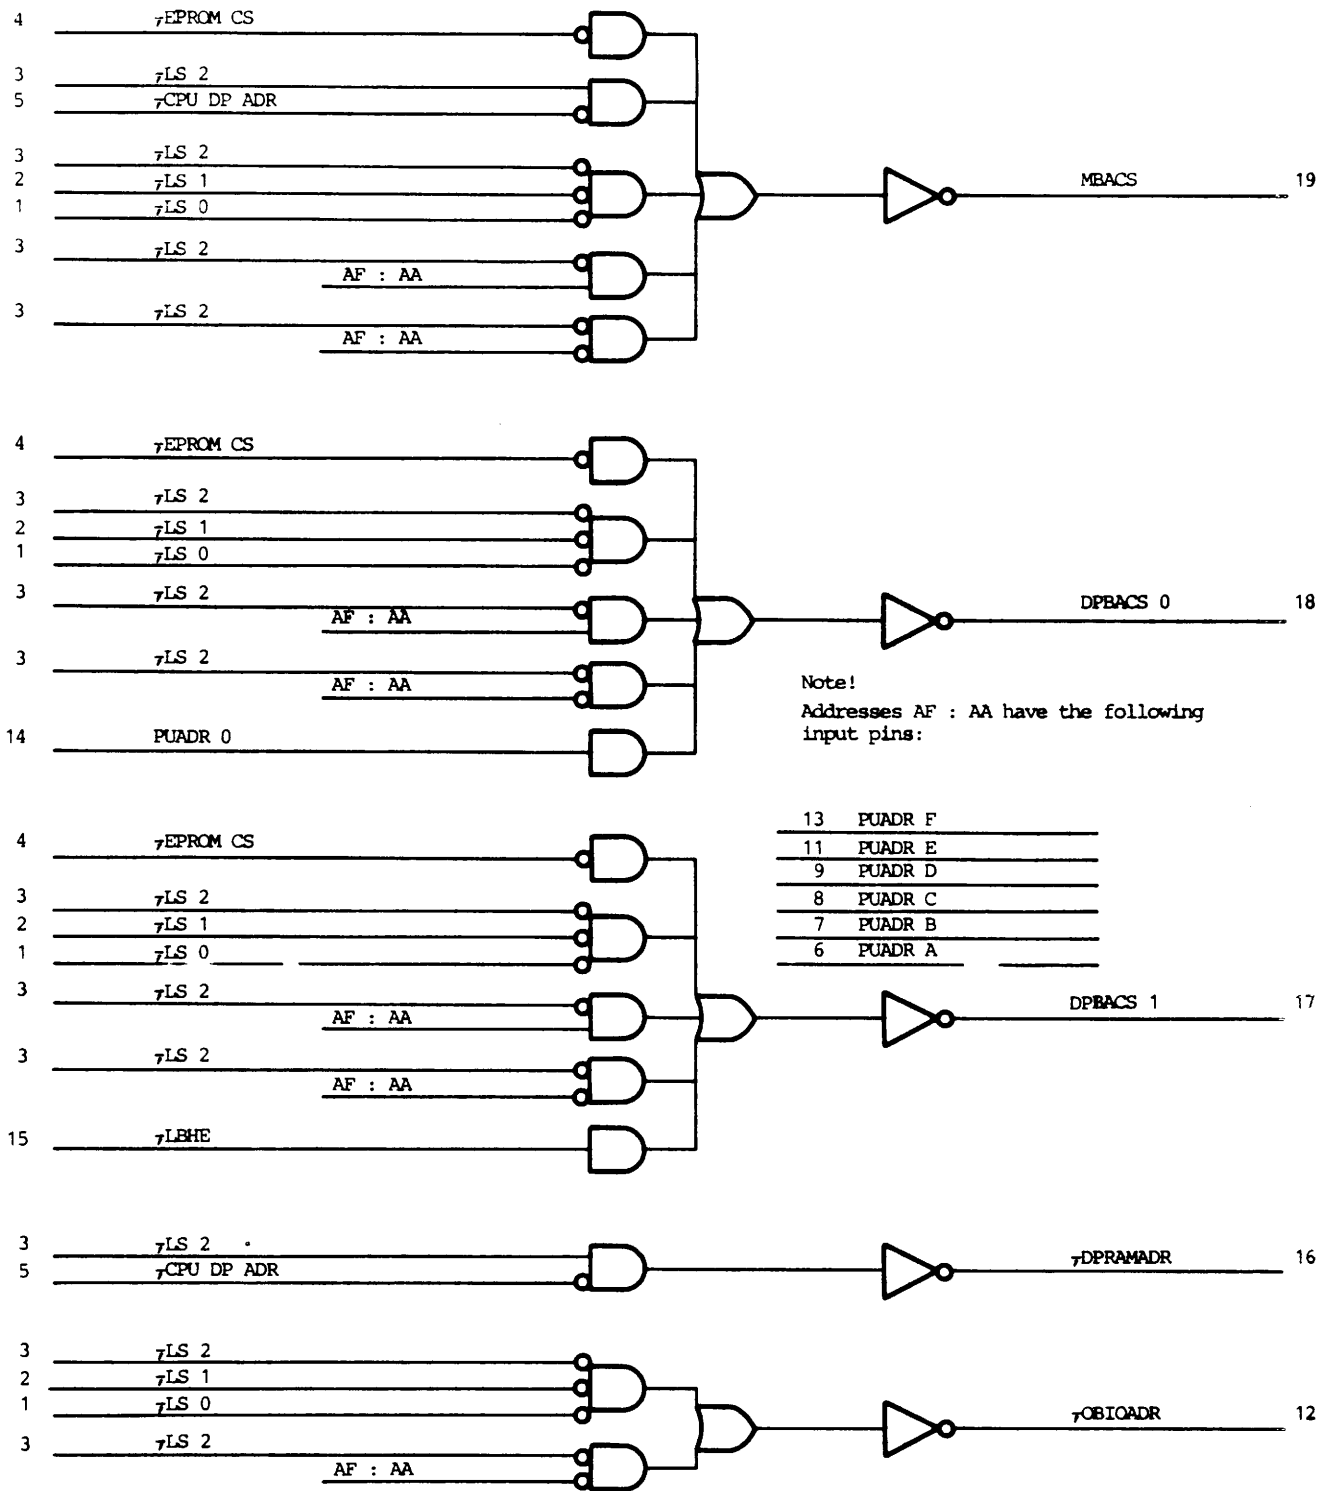 4 ¬EPROM CS
3 ¬LS 2
5 ¬CPU DP ADR
3 ¬LS 2
2 ¬LS 1
1 ¬LS 0
MBACS 19
3 ¬LS 2
AF : AA
3 ¬LS 2
AF : AA
4 ¬EPROM CS
3 ¬LS 2
2 ¬LS 1
1 ¬LS 0
3 ¬LS 2
AF : AA
DPBACS 0 18
3 ¬LS 2
AF : AA
14 PUADR 0
Note!
Addresses AF : AA have the following
input pins:
13 PUADR F
11 PUADR E
9 PUADR D
8 PUADR C
7 PUADR B
6 PUADR A
4 ¬EPROM CS
3 ¬LS 2
2 ¬LS 1
1 ¬LS 0
3 ¬LS 2
AF : AA
DPBACS 1 17
3 ¬LS 2
AF : AA
15 ¬LBHE
3 ¬LS 2
5 ¬CPU DP ADR
¬DPRAMADR 16
3 ¬LS 2
2 ¬LS 1
1 ¬LS 0
¬OBIOADR 12
3 ¬LS 2
AF : AA